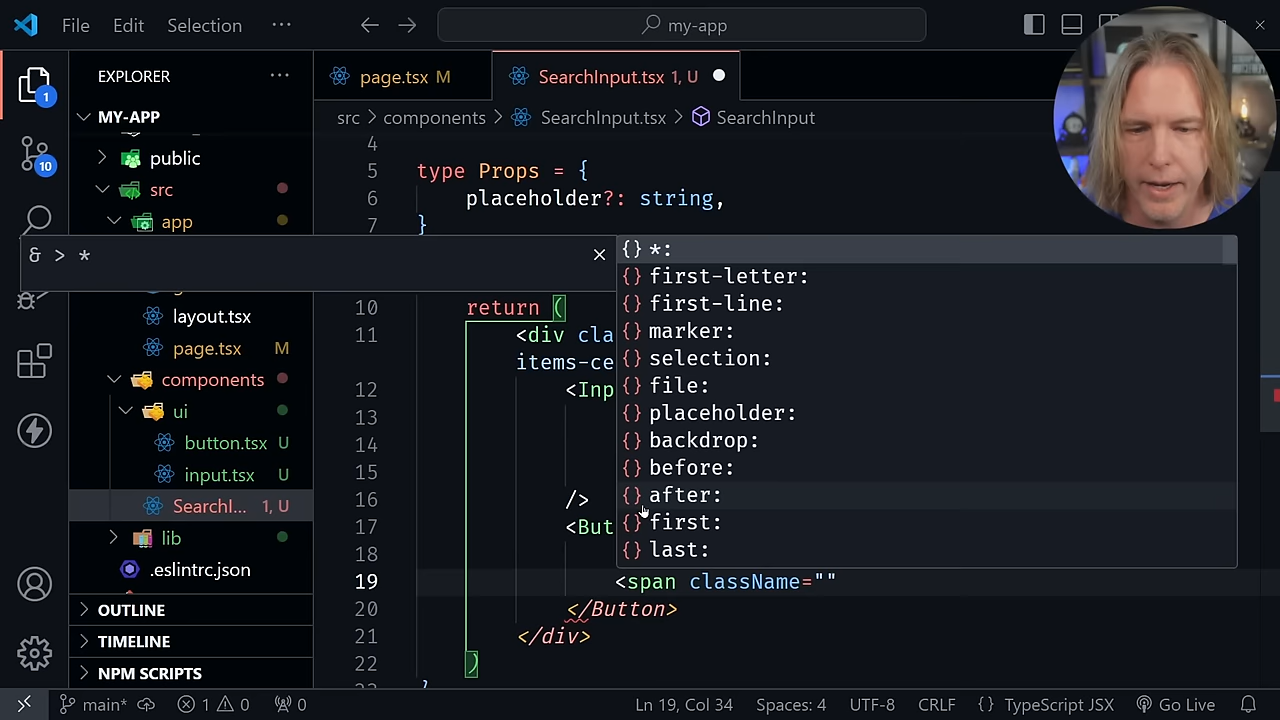 File Edit Selection ··· my-app
EXPLORER ···
MY-APP
public
src
app
layout.tsx
page.tsx M
components
ui
button.tsx U
input.tsx U
SearchI... 1, U
lib
.eslintrc.json
OUTLINE
TIMELINE
NPM SCRIPTS
1
10
page.tsx M SearchInput.tsx 1, U
src > components > SearchInput.tsx > SearchInput
4
5 type Props = {
6 placeholder?: string,
7 }
& > *
{} *:
{} first-letter:
{} first-line:
{} marker:
{} selection:
{} file:
{} placeholder:
{} backdrop:
{} before:
{} after:
{} first:
{} last:
10 return (
11 <div cla
items-ce
12 <Inp
13
14
15
16 />
17 <But
18
19 <span className=""
20 </Button>
21 </div>
22 )
main* 1 0 0 Ln 19, Col 34 Spaces: 4 UTF-8 CRLF {} TypeScript JSX Go Live